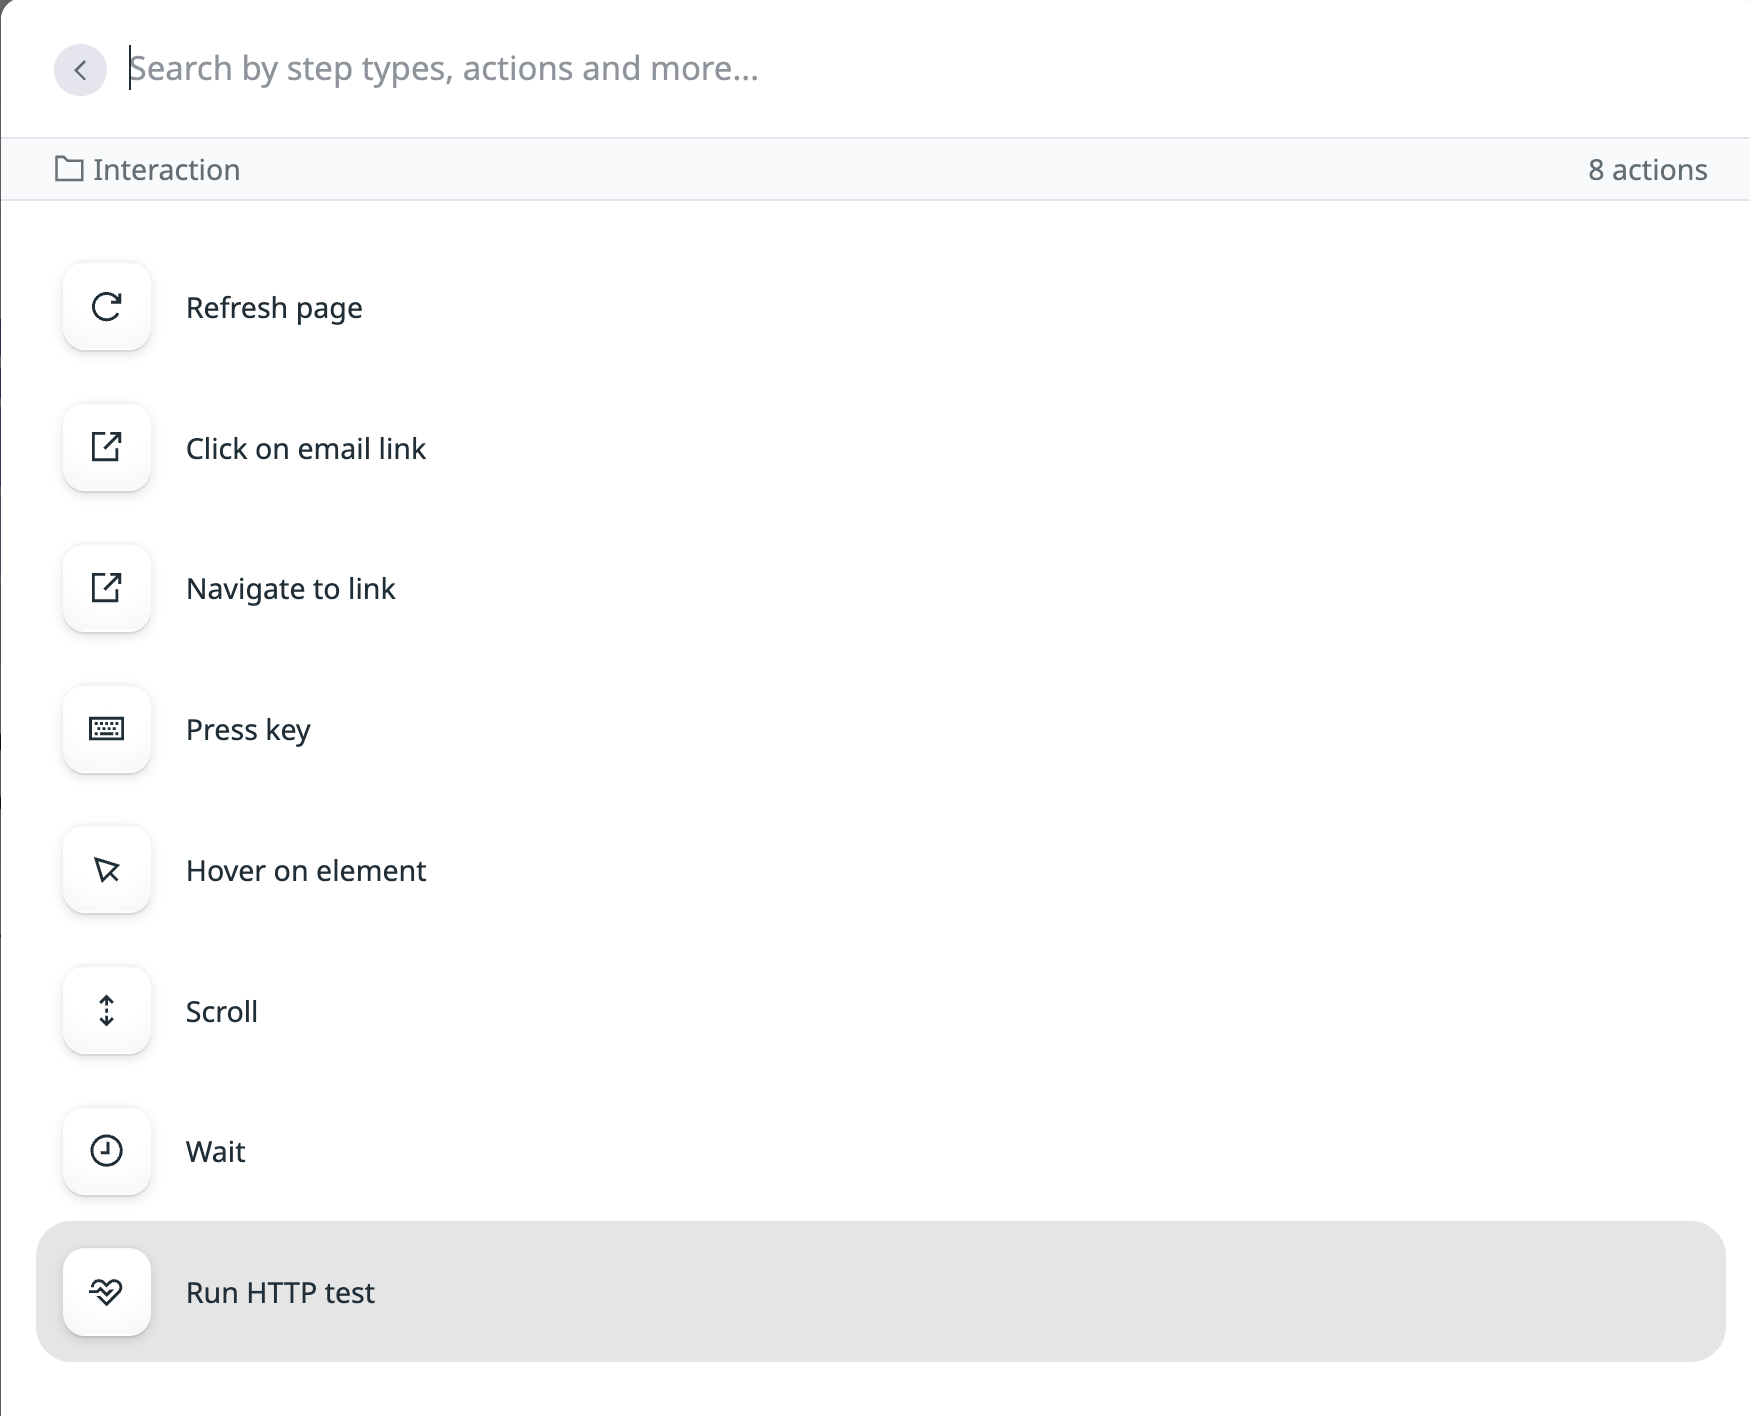 Search by step types, actions and more...
Interaction 8 actions
Refresh page
Click on email link
Navigate to link
Press key
Hover on element
Scroll
Wait
Run HTTP test